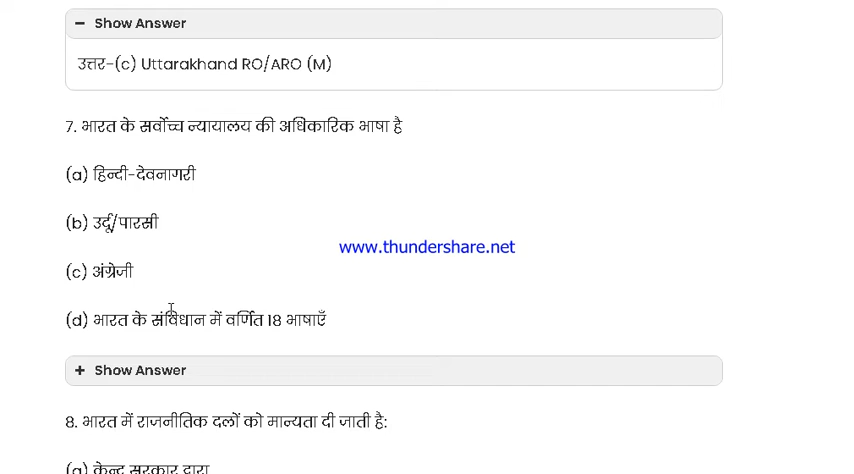 − Show Answer
उत्तर-(c) Uttarakhand RO/ARO (M)
7. भारत के सर्वोच्च न्यायालय की अधिकारिक भाषा है
(a) हिन्दी-देवनागरी
(b) उर्दू/पारसी
www.thundershare.net
(c) अंग्रेजी
(d) भारत के संविधान में वर्णित 18 भाषाएँ
+ Show Answer
8. भारत में राजनीतिक दलों को मान्यता दी जाती है:
(a) केन्द्र सरकार द्वारा